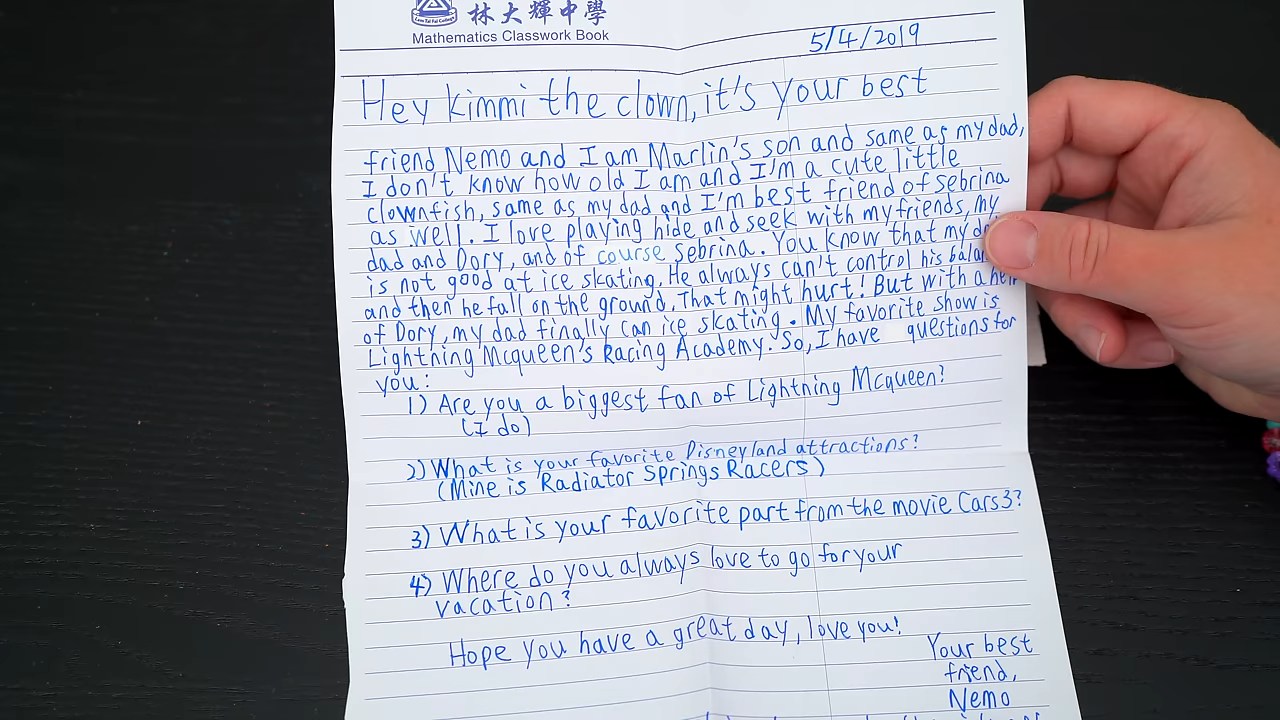 林大輝中學
Mathematics Classwork Book
5/4/2019
Hey kimmi the clown, it's your best
friend Nemo and I am Marlin's son and same as my dad,
I don't know how old I am and I'm a cute little
clownfish, same as my dad and I'm best friend of Sebrina
as well. I love playing hide and seek with my friends, my
dad and Dory, and of course Sebrina. You know that my
is not good at ice skating. He always can't control his
and then he fall on the ground. That might hurt! But with a
of Dory, my dad finally can ice skating. My favorite show is
Lightning Mcqueen's Racing Academy. So, I have questions for
you:
1) Are you a biggest fan of Lightning Mcqueen?
(I do)
2) What is your favorite Disneyland attractions?
(Mine is Radiator Springs Racers)
3) What is your favorite part from the movie Cars3?
4) Where do you always love to go for your
vacation?
Hope you have a great day, love you!
Your best
friend,
Nemo